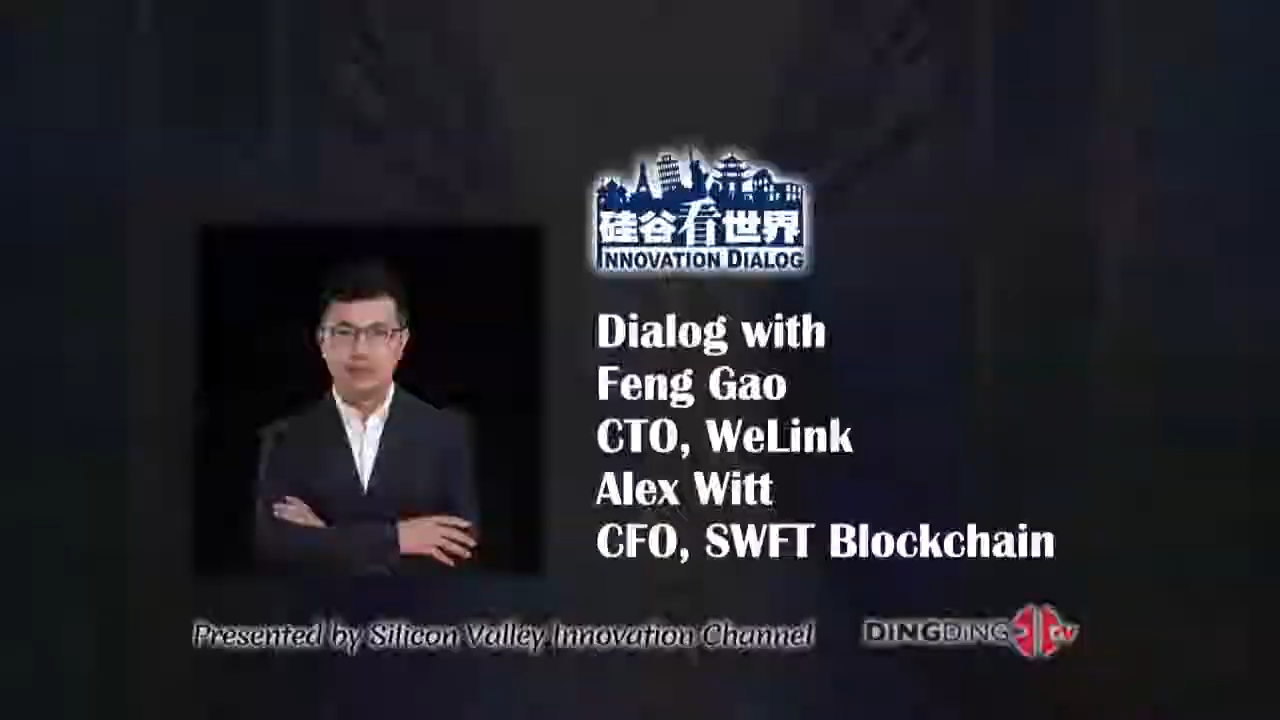 硅谷看世界
INNOVATION DIALOG
Dialog with
Feng Gao
CTO, WeLink
Alex Witt
CFO, SWFT Blockchain
Presented by Silicon Valley Innovation Channel
DINGDING TV